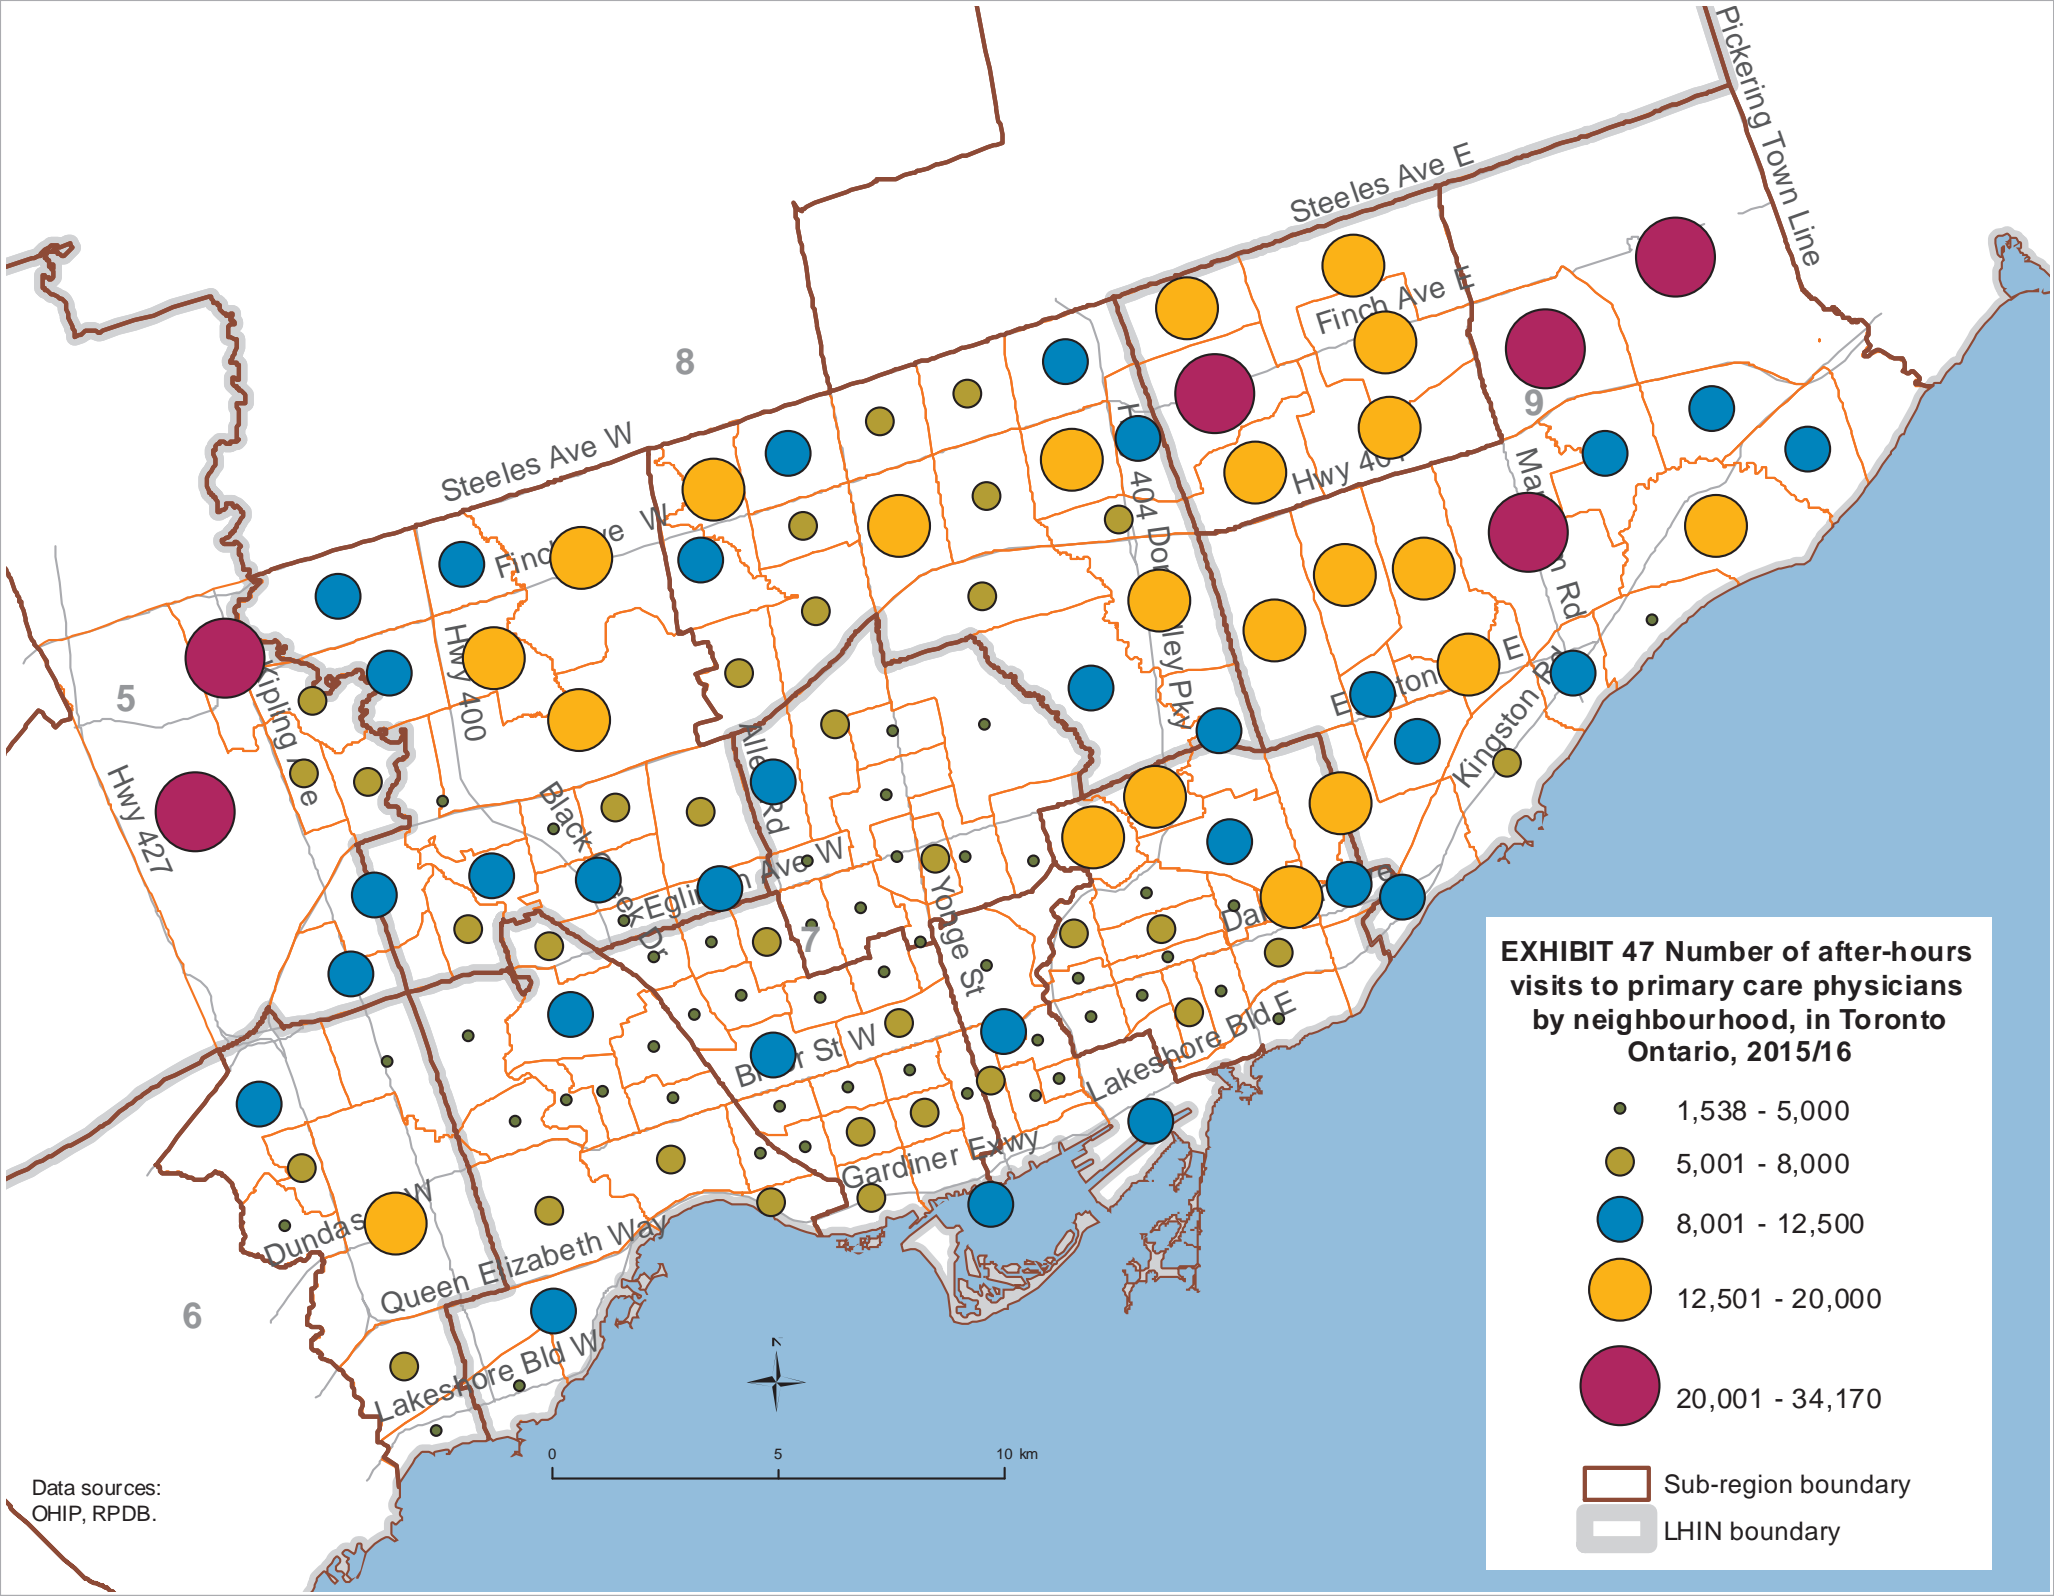 Pickering Town Line
Steeles Ave E
Finch Ave E
8
9
Steeles Ave W
Hwy 400
5
Hwy 427
Kingston Rd
Eglinton Ave W
7
Yonge St
Lakeshore Bld E
Gardiner Exwy
Dundas W
Queen Elizabeth Way
6
Lakeshore Bld W
N
0 5 10 km
Data sources:
OHIP, RPDB.
EXHIBIT 47 Number of after-hours
visits to primary care physicians
by neighbourhood, in Toronto
Ontario, 2015/16
1,538 - 5,000
5,001 - 8,000
8,001 - 12,500
12,501 - 20,000
20,001 - 34,170
Sub-region boundary
LHIN boundary